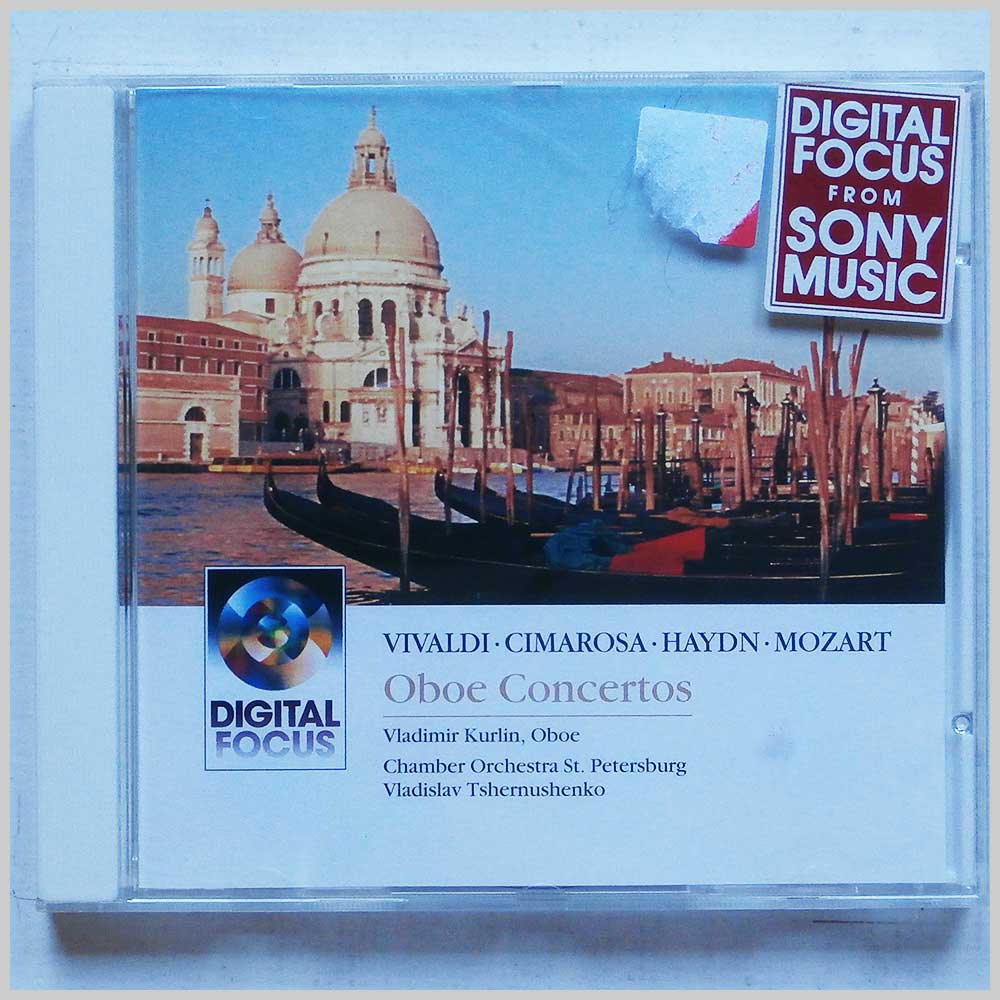 DIGITAL
FOCUS
FROM
SONY
MUSIC
VIVALDI · CIMAROSA · HAYDN · MOZART
Oboe Concertos
Vladimir Kurlin, Oboe
Chamber Orchestra St. Petersburg
Vladislav Tshernushenko
DIGITAL
FOCUS